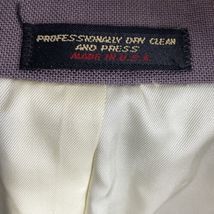 PROFESSIONALLY DRY CLEAN
AND PRESS
MADE IN U.S.A.